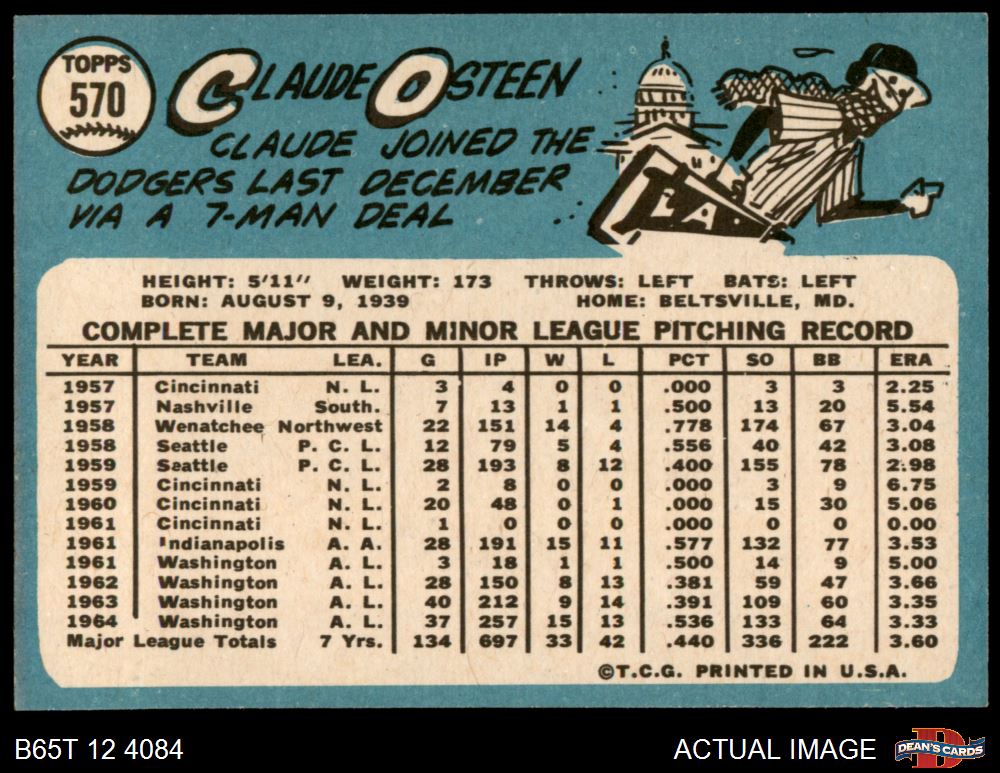 TOPPS
570
CLAUDE OSTEEN
CLAUDE JOINED THE
DODGERS LAST DECEMBER
VIA A 7-MAN DEAL
L.A.
HEIGHT: 5'11" WEIGHT: 173 THROWS: LEFT BATS: LEFT
BORN: AUGUST 9, 1939 HOME: BELTSVILLE, MD.
COMPLETE MAJOR AND MINOR LEAGUE PITCHING RECORD
YEAR TEAM LEA. G IP W L PCT SO BB ERA
1957 Cincinnati N. L. 3 4 0 0 .000 3 3 2.25
1957 Nashville South. 7 13 1 1 .500 13 20 5.54
1958 Wenatchee Northwest 22 151 14 4 .778 174 67 3.04
1958 Seattle P. C. L. 12 79 5 4 .556 40 42 3.08
1959 Seattle P. C. L. 28 193 8 12 .400 155 78 2.98
1959 Cincinnati N. L. 2 8 0 0 .000 3 9 6.75
1960 Cincinnati N. L. 20 48 0 1 .000 15 30 5.06
1961 Cincinnati N. L. 1 0 0 0 .000 0 0 0.00
1961 Indianapolis A. A. 28 191 15 11 .577 132 77 3.53
1961 Washington A. L. 3 18 1 1 .500 14 9 5.00
1962 Washington A. L. 28 150 8 13 .381 59 47 3.66
1963 Washington A. L. 40 212 9 14 .391 109 60 3.35
1964 Washington A. L. 37 257 15 13 .536 133 64 3.33
Major League Totals 7 Yrs. 134 697 33 42 .440 336 222 3.60
©T.C.G. PRINTED IN U.S.A.
B65T 12 4084 ACTUAL IMAGE DEAN'S CARDS